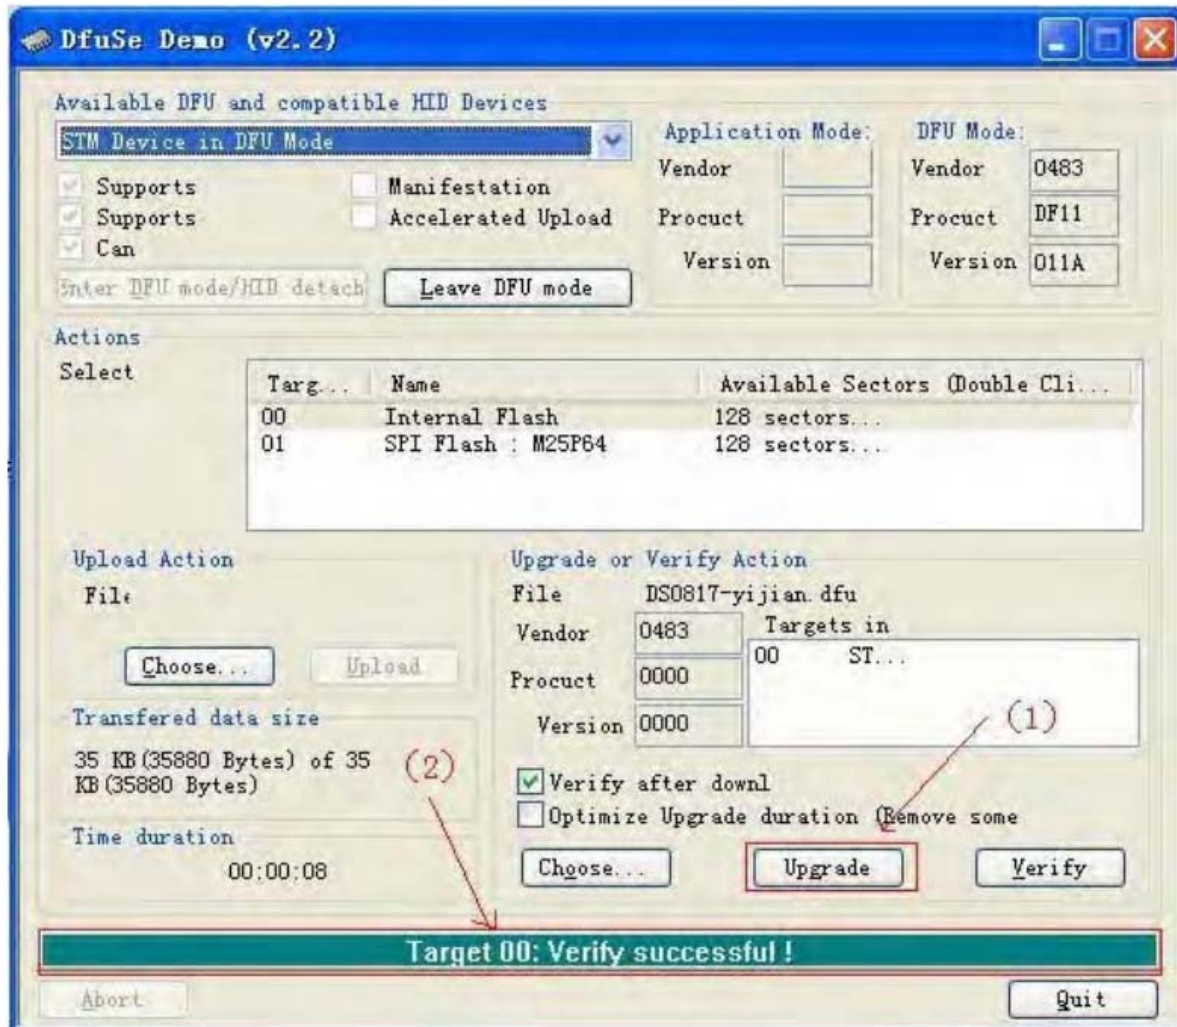 DfuSe Demo (v2.2)
Available DFU and compatible HID Devices
STM Device in DFU Mode
Supports
Manifestation
Supports
Accelerated Upload
Can
Enter DFU mode/HID detach
Leave DFU mode
Application Mode:
Vendor
Procuct
Version
DFU Mode:
Vendor 0483
Procuct DF11
Version 011A
Actions
Select
Targ... Name Available Sectors (Double Cli...
00 Internal Flash 128 sectors...
01 SPI Flash : M25P64 128 sectors...
Upload Action
File
Choose... Upload
Transfered data size
35 KB(35880 Bytes) of 35
KB(35880 Bytes)
(2)
Time duration
00:00:08
Upgrade or Verify Action
File DS0817-yijian.dfu
Vendor 0483
Procuct 0000
Version 0000
Targets in
00 ST...
(1)
Verify after downl
Optimize Upgrade duration (Remove some
Choose... Upgrade Verify
Target 00: Verify successful !
Abort Quit